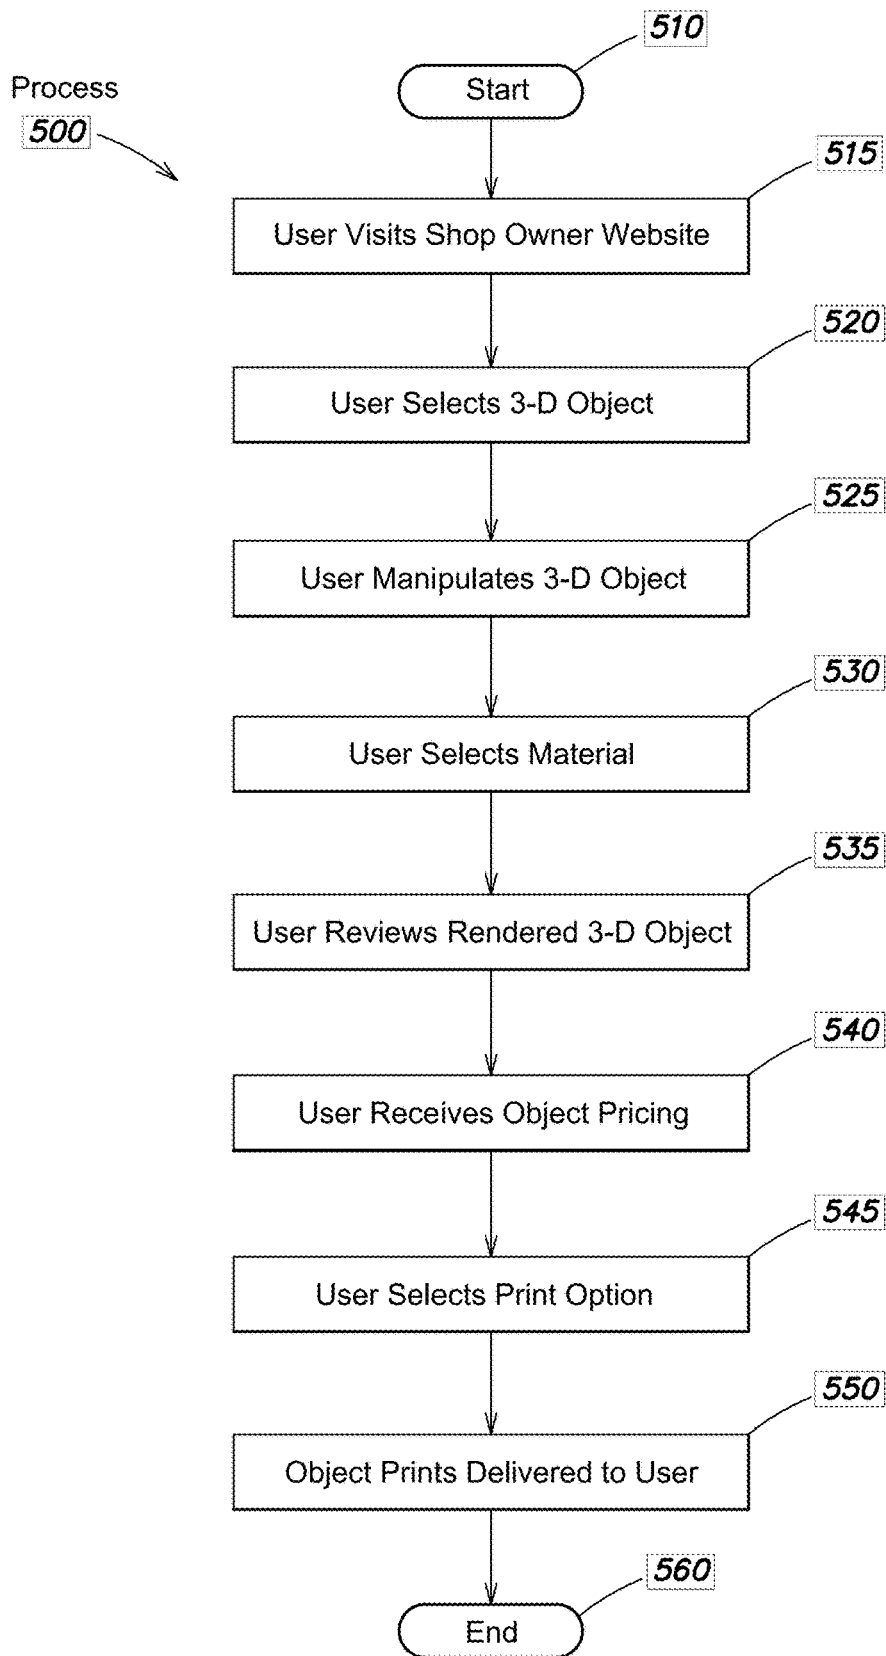 510
Process
Start
500
515
User Visits Shop Owner Website
520
User Selects 3-D Object
525
User Manipulates 3-D Object
530
User Selects Material
535
User Reviews Rendered 3-D Object
540
User Receives Object Pricing
545
User Selects Print Option
550
Object Prints Delivered to User
560
End